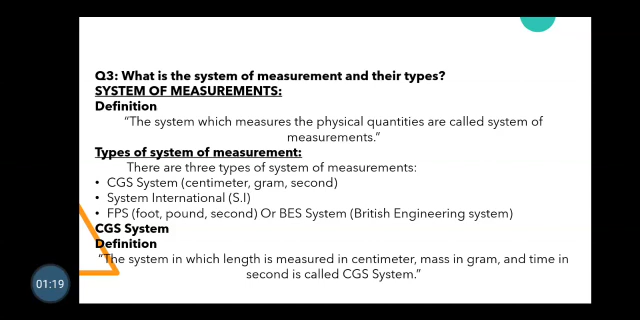 Q3: What is the system of measurement and their types?
SYSTEM OF MEASUREMENTS:
Definition
"The system which measures the physical quantities are called system of
measurements."
Types of system of measurement:
There are three types of system of measurements:
• CGS System (centimeter, gram, second)
• System International (S.I)
• FPS (foot, pound, second) Or BES System (British Engineering system)
CGS System
Definition
"The system in which length is measured in centimeter, mass in gram, and time in
second is called CGS System."
01:19